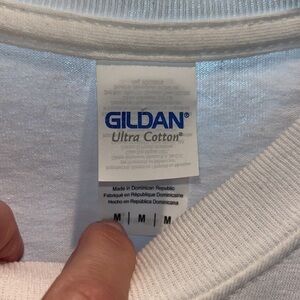 GILDAN®
Ultra Cotton®
Made in Dominican Republic
Fabriqué en République Dominicaine
Hecho en República Dominicana
M | M | M